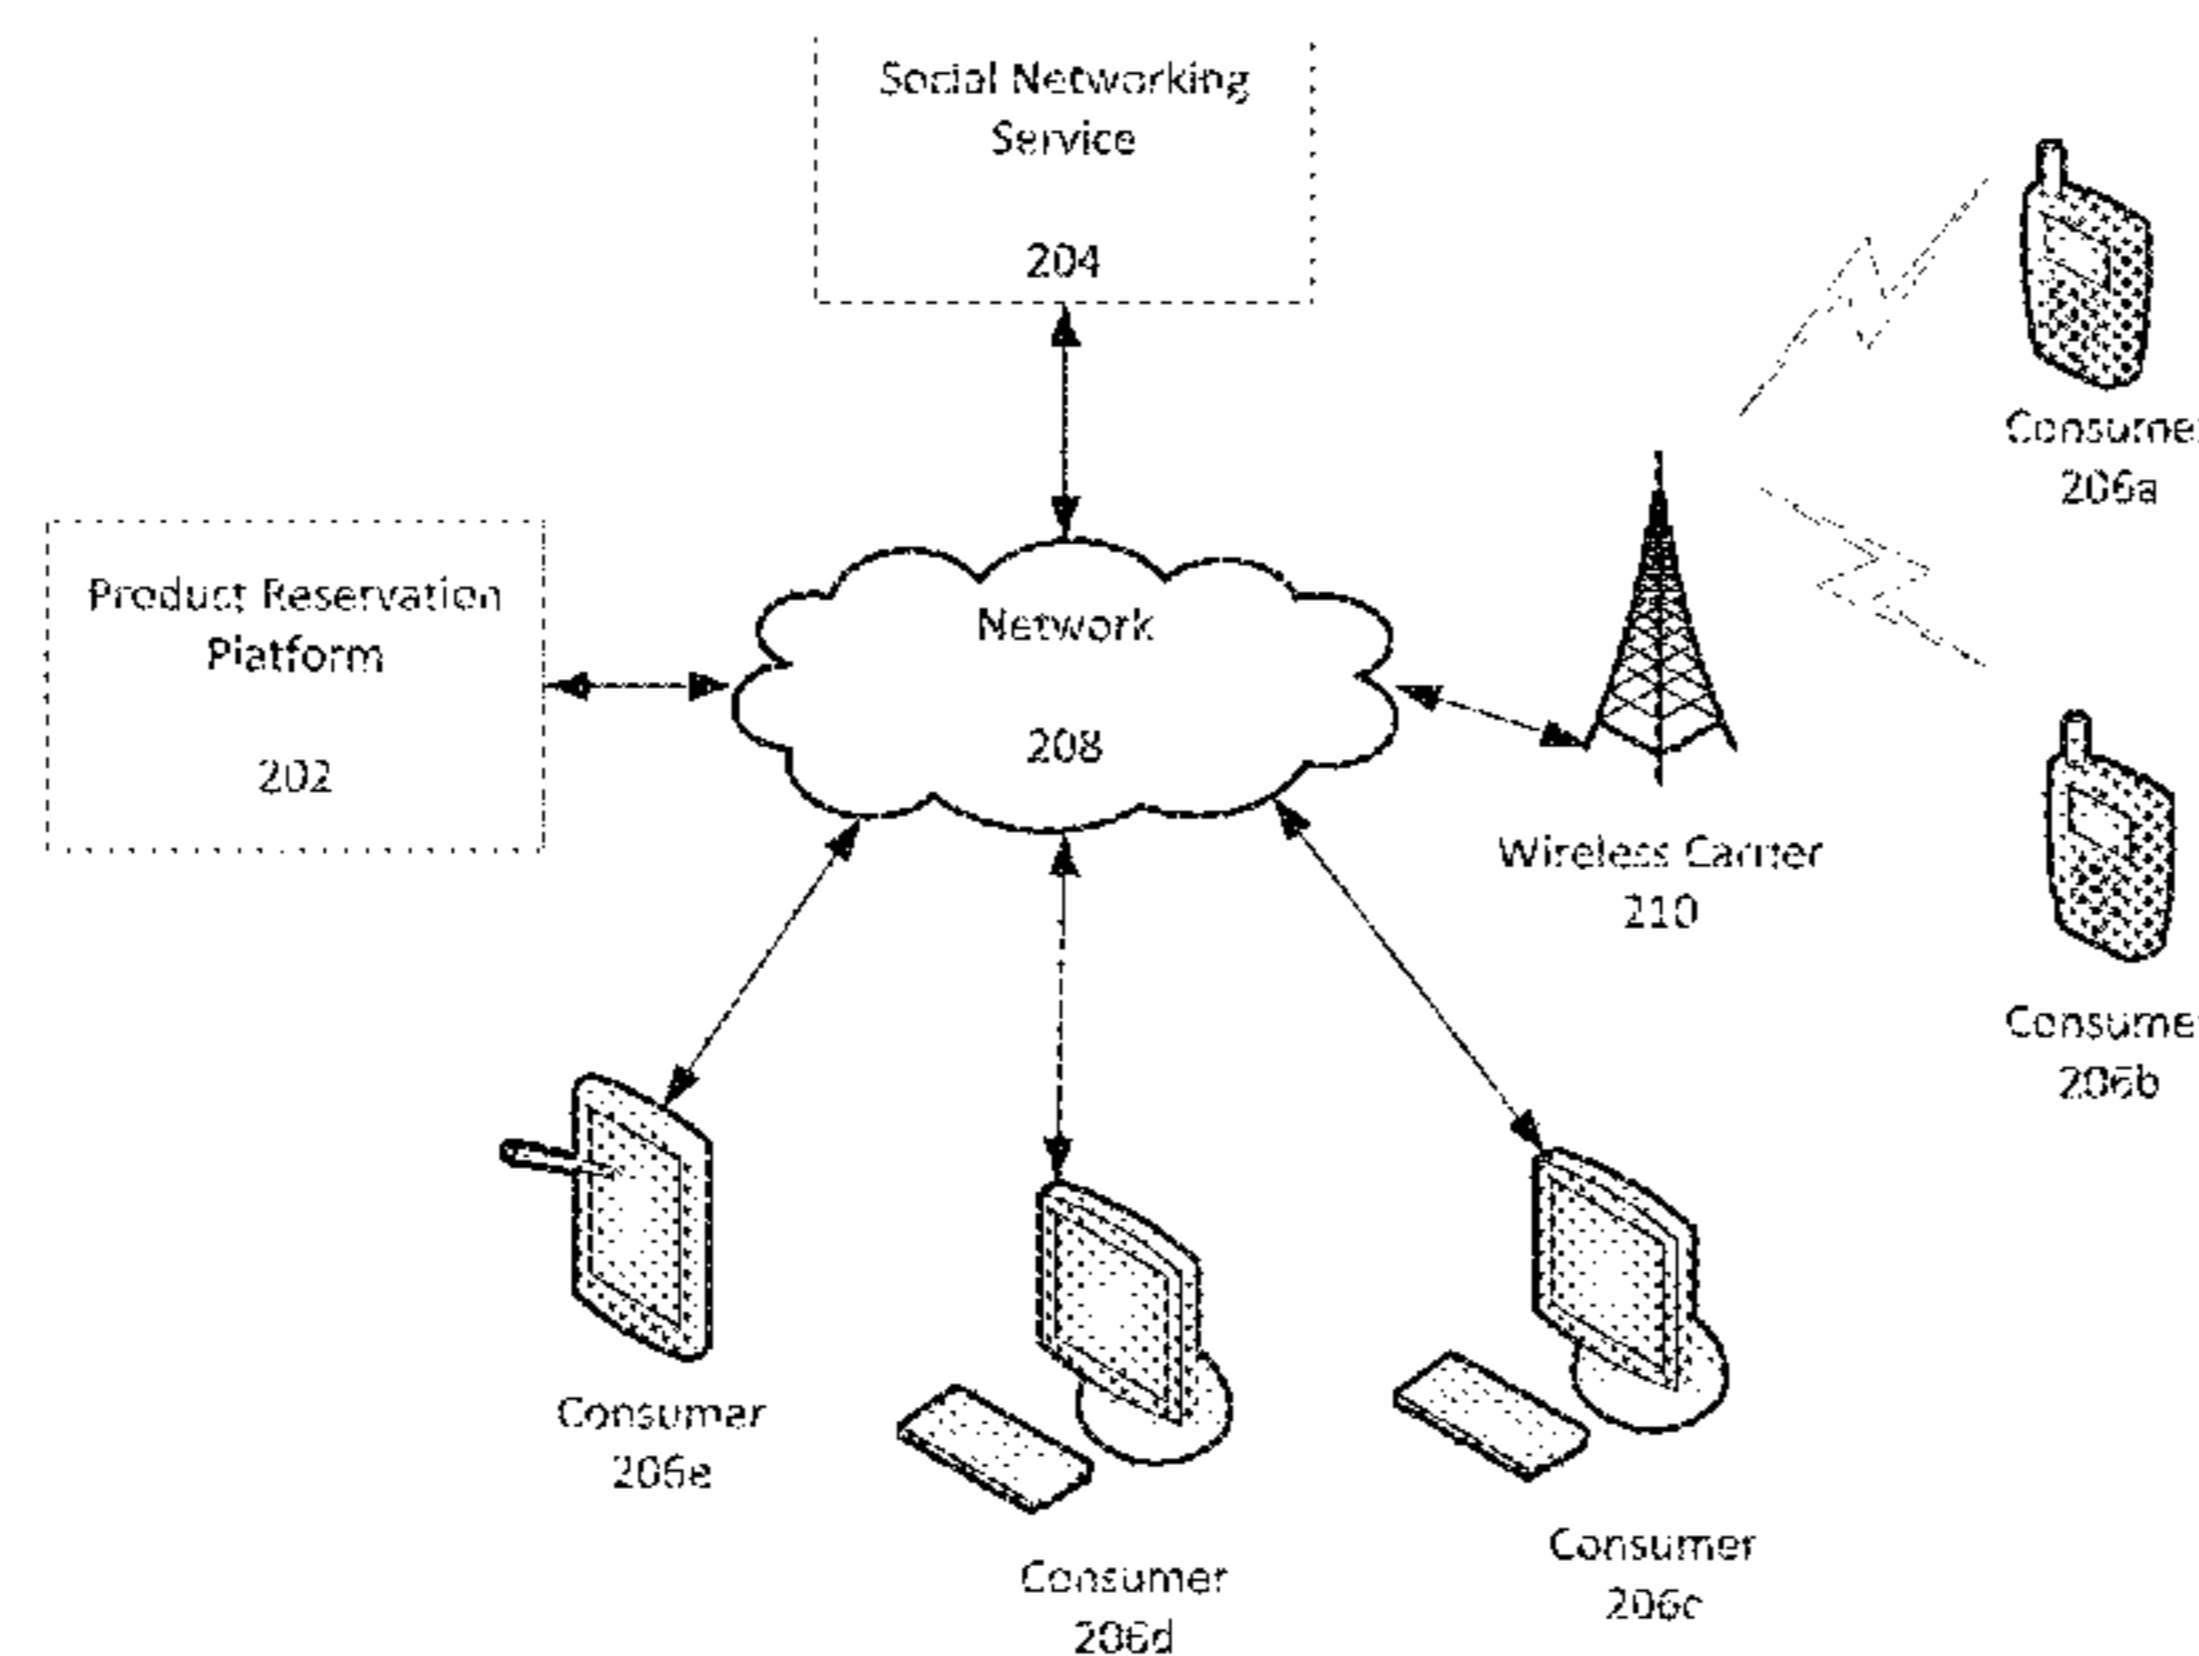 Social Networking
Service
204
Consumer
206a
Product Reservation
Platform
202
Network
208
Wireless Carrier
210
Consumer
206b
Consumer
206e
Consumer
206d
Consumer
206c